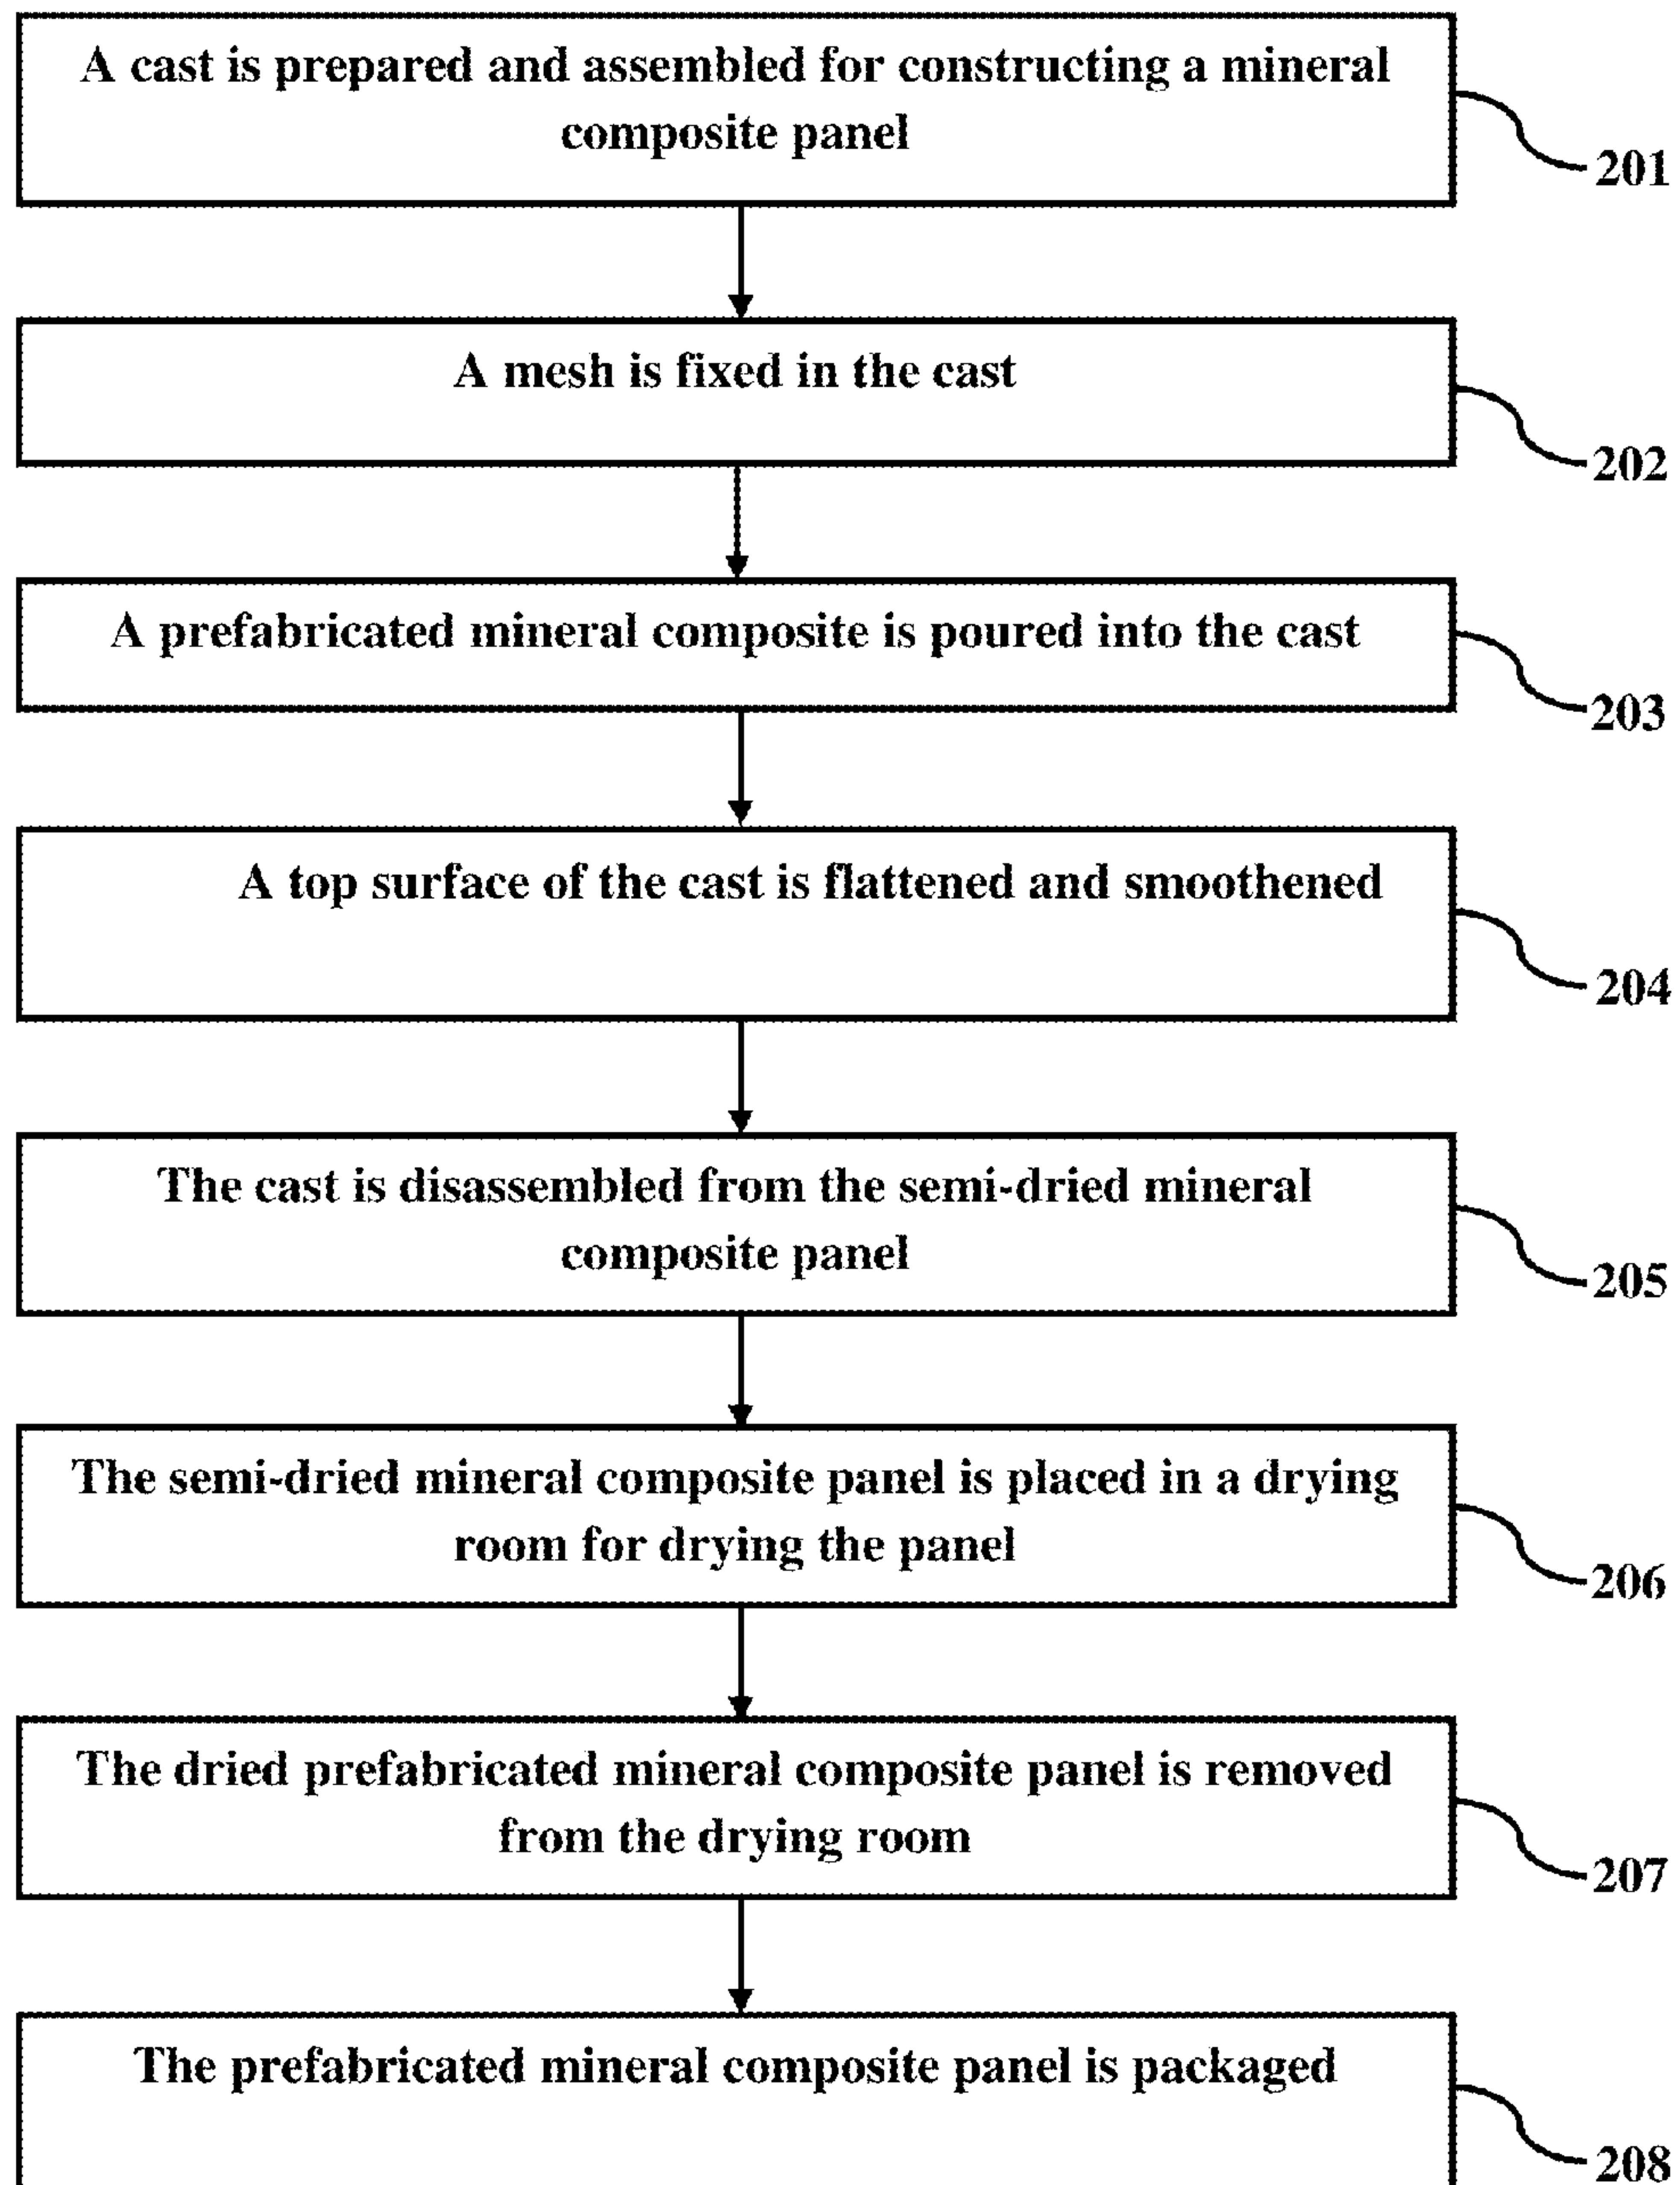 A cast is prepared and assembled for constructing a mineral
composite panel
201
A mesh is fixed in the cast
202
A prefabricated mineral composite is poured into the cast
203
A top surface of the cast is flattened and smoothened
204
The cast is disassembled from the semi-dried mineral
composite panel
205
The semi-dried mineral composite panel is placed in a drying
room for drying the panel
206
The dried prefabricated mineral composite panel is removed
from the drying room
207
The prefabricated mineral composite panel is packaged
208